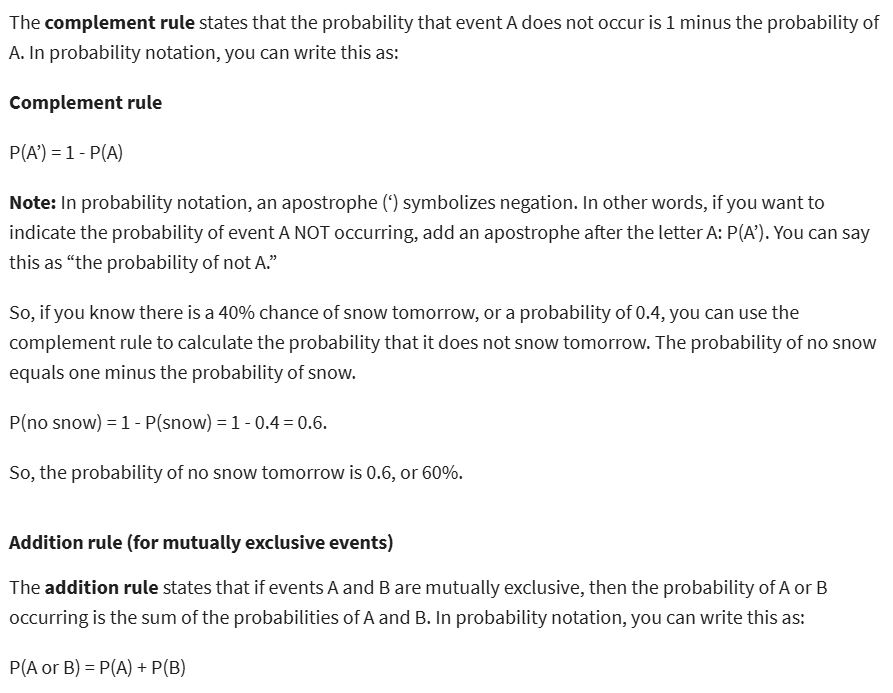 The complement rule states that the probability that event A does not occur is 1 minus the probability of
A. In probability notation, you can write this as:
Complement rule
P(A’) = 1 - P(A)
Note: In probability notation, an apostrophe (‘) symbolizes negation. In other words, if you want to
indicate the probability of event A NOT occurring, add an apostrophe after the letter A: P(A’). You can say
this as “the probability of not A.”
So, if you know there is a 40% chance of snow tomorrow, or a probability of 0.4, you can use the
complement rule to calculate the probability that it does not snow tomorrow. The probability of no snow
equals one minus the probability of snow.
P(no snow) = 1 - P(snow) = 1 - 0.4 = 0.6.
So, the probability of no snow tomorrow is 0.6, or 60%.
Addition rule (for mutually exclusive events)
The addition rule states that if events A and B are mutually exclusive, then the probability of A or B
occurring is the sum of the probabilities of A and B. In probability notation, you can write this as:
P(A or B) = P(A) + P(B)